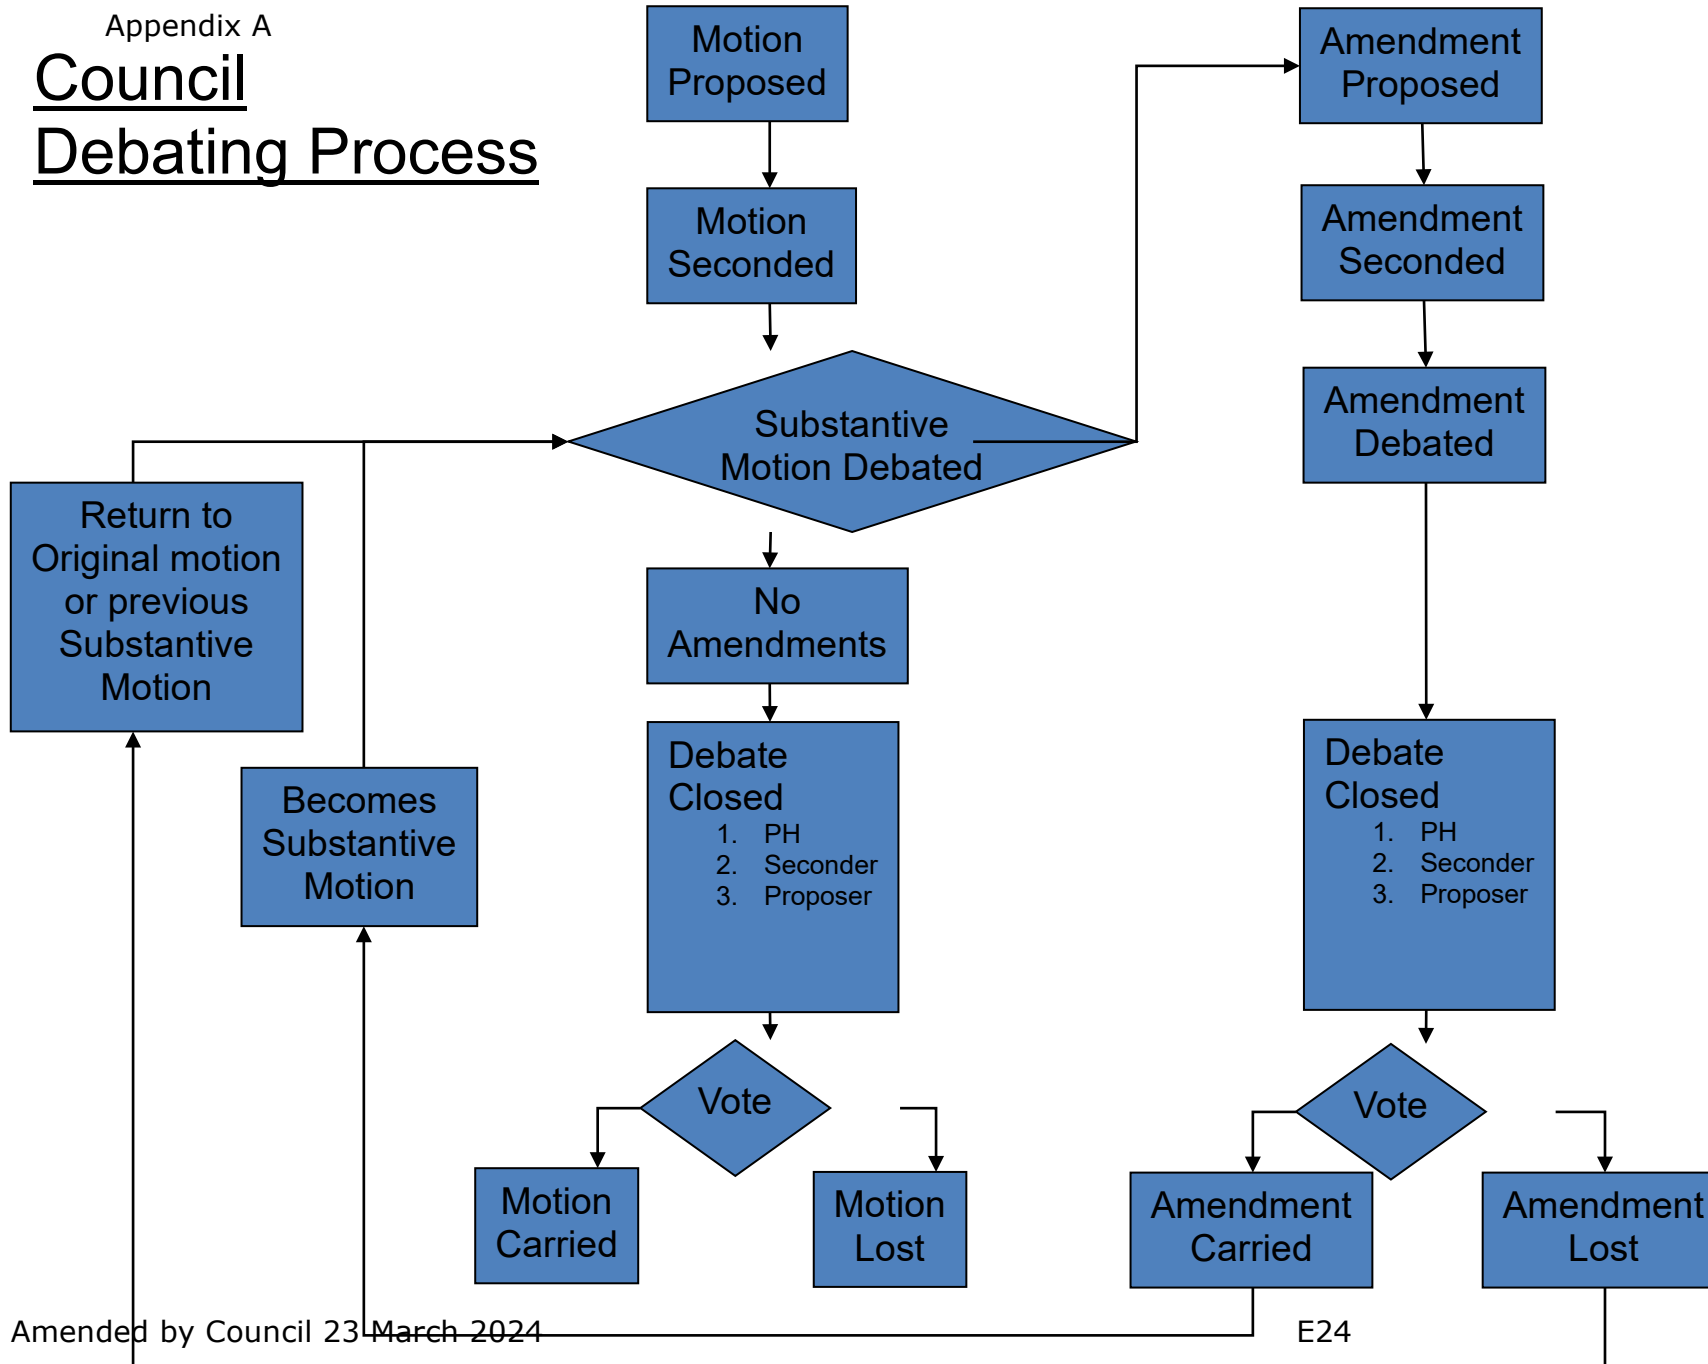 Appendix A
Council
Debating Process
Motion
Proposed
Motion
Seconded
Substantive
Motion Debated
Amendment
Proposed
Amendment
Seconded
Amendment
Debated
Return to
Original motion
or previous
Substantive
Motion
Becomes
Substantive
Motion
No
Amendments
Debate
Closed
1. PH
2. Seconder
3. Proposer
Vote
Motion
Carried
Motion
Lost
Debate
Closed
1. PH
2. Seconder
3. Proposer
Vote
Amendment
Carried
Amendment
Lost
Amended by Council 23 March 2024
E24